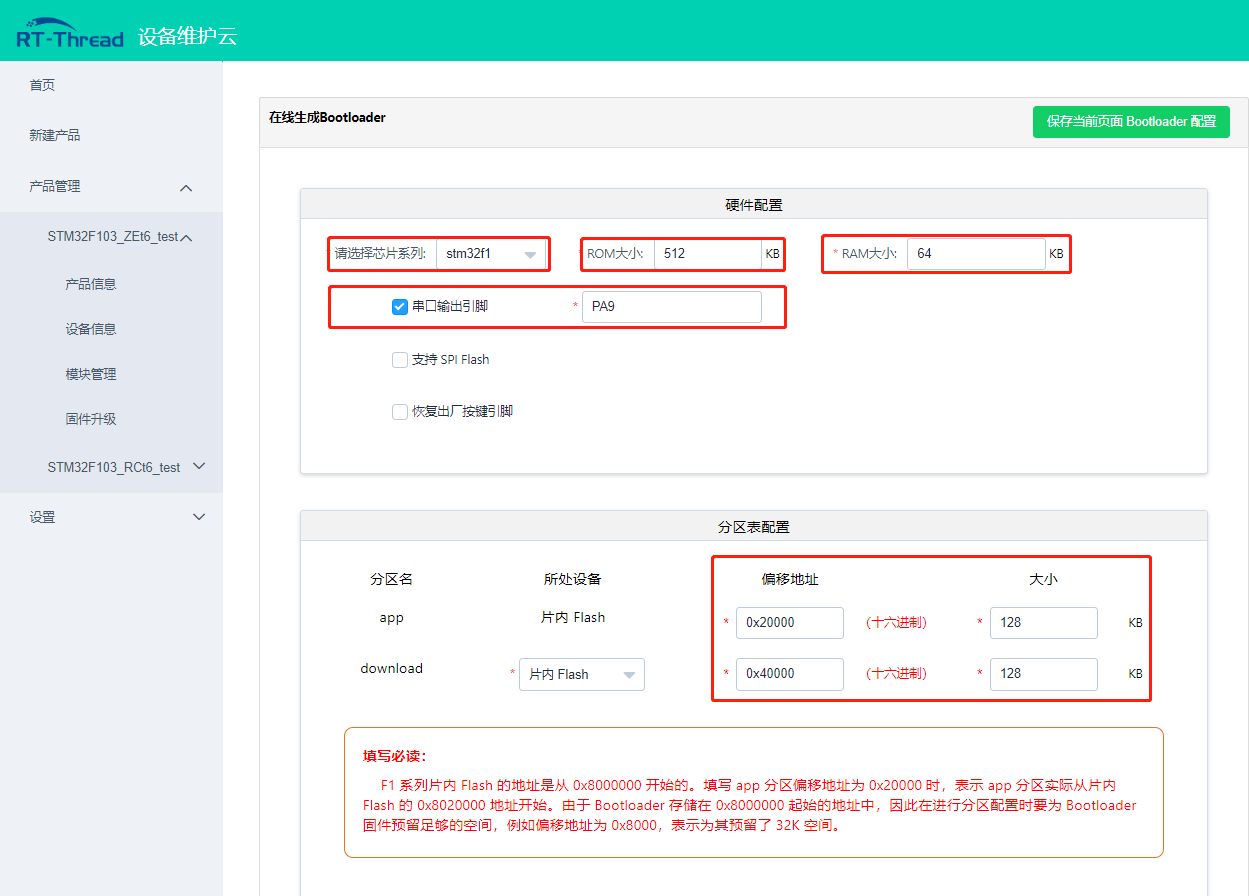 RT-Thread 设备维护云
首页
新建产品
产品管理
STM32F103_ZEt6_test
产品信息
设备信息
模块管理
固件升级
STM32F103_RCt6_test
设置
在线生成Bootloader
保存当前页面 Bootloader 配置
硬件配置
请选择芯片系列: stm32f1 * ROM大小: 512 KB * RAM大小: 64 KB
串口输出引脚 * PA9
支持 SPI Flash
恢复出厂按键引脚
分区表配置
分区名 所处设备 偏移地址 大小
app 片内 Flash * 0x20000 (十六进制) * 128 KB
download * 片内 Flash * 0x40000 (十六进制) * 128 KB
填写必读：
F1 系列片内 Flash 的地址是从 0x8000000 开始的。填写 app 分区偏移地址为 0x20000 时，表示 app 分区实际从片内
Flash 的 0x8020000 地址开始。由于 Bootloader 存储在 0x8000000 起始的地址中，因此在进行分区配置时要为 Bootloader
固件预留足够的空间，例如偏移地址为 0x8000，表示为其预留了 32K 空间。